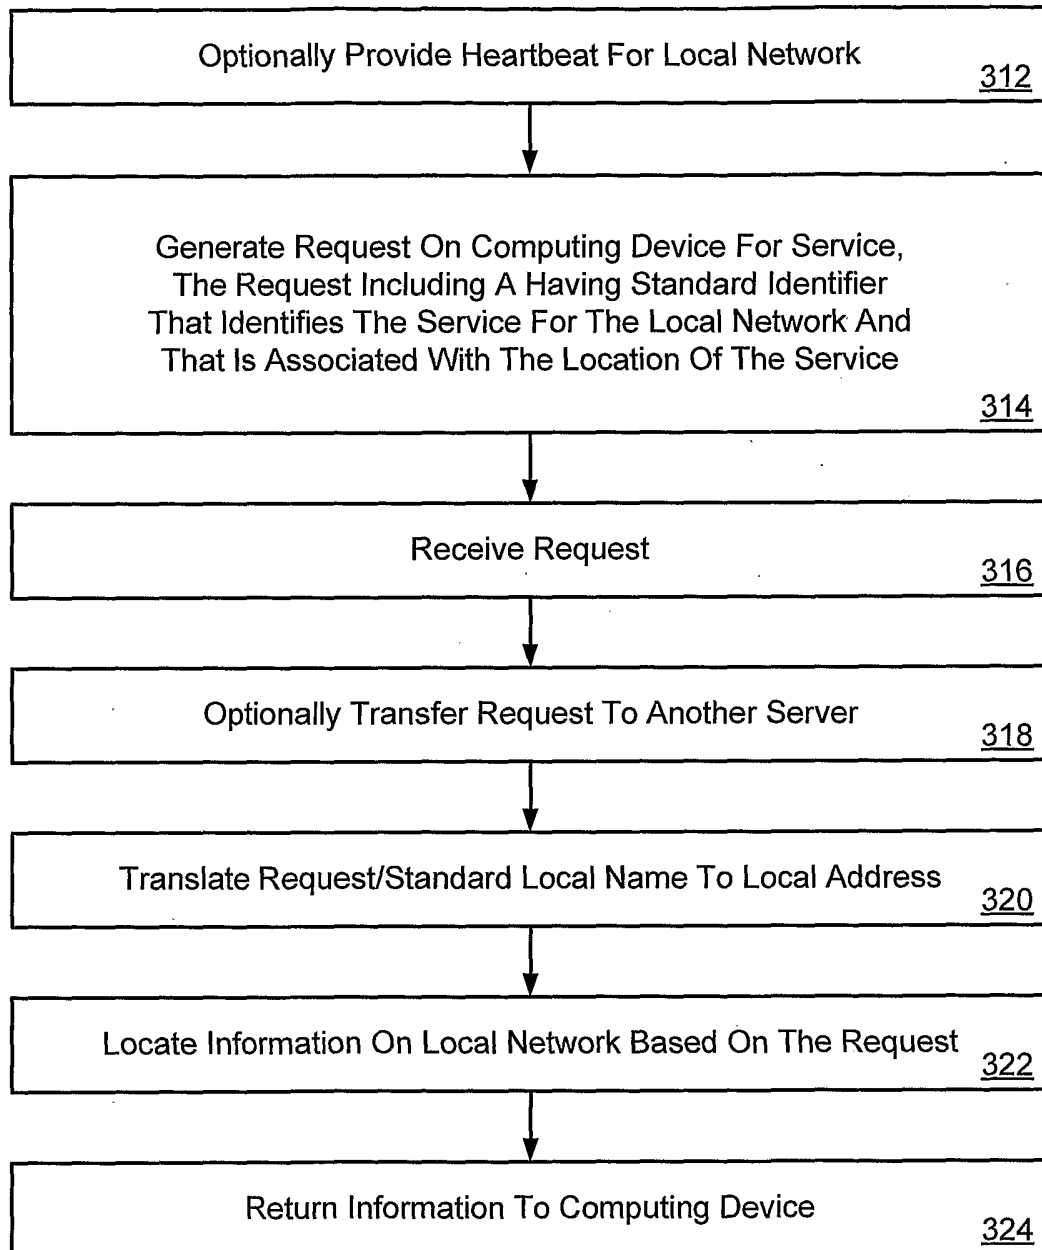 Optionally Provide Heartbeat For Local Network
312
Generate Request On Computing Device For Service,
The Request Including A Having Standard Identifier
That Identifies The Service For The Local Network And
That Is Associated With The Location Of The Service
314
Receive Request
316
Optionally Transfer Request To Another Server
318
Translate Request/Standard Local Name To Local Address
320
Locate Information On Local Network Based On The Request
322
Return Information To Computing Device
324